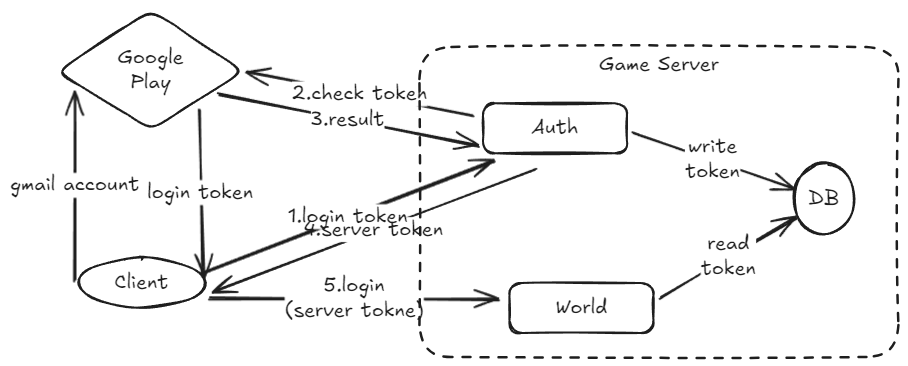 Google
Play
Game Server
2.check token
3.result
Auth
write
token
gmail account
login token
DB
1.login token
4.server token
read
token
Client
5.login
(server tokne)
World